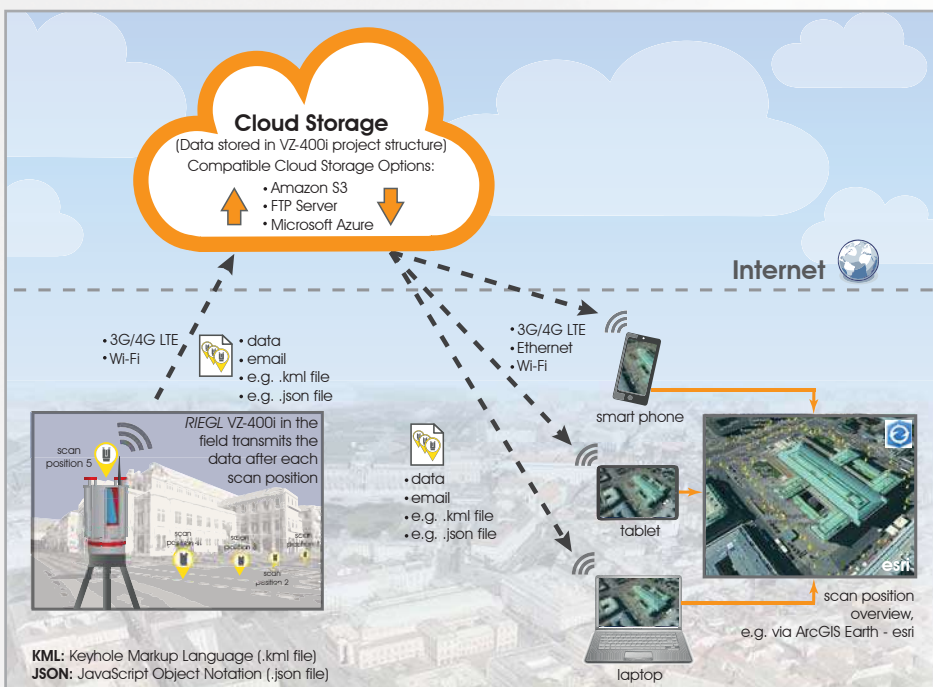 Cloud Storage
(Data stored in VZ-400i project structure)
Compatible Cloud Storage Options:
• Amazon S3
• FTP Server
• Microsoft Azure
Internet
• 3G/4G LTE
• Wi-Fi
• data
• email
• e.g. .kml file
• e.g. .json file
• 3G/4G LTE
• Ethernet
• Wi-Fi
smart phone
RIEGL VZ-400i in the
field transmits the
data after each
scan position
scan
position 5
scan
scan
scan
scan
position 2
• data
• email
• e.g. .kml file
• e.g. .json file
tablet
esri
laptop
scan position
overview,
e.g. via ArcGIS Earth - esri
KML: Keyhole Markup Language (.kml file)
JSON: JavaScript Object Notation (.json file)